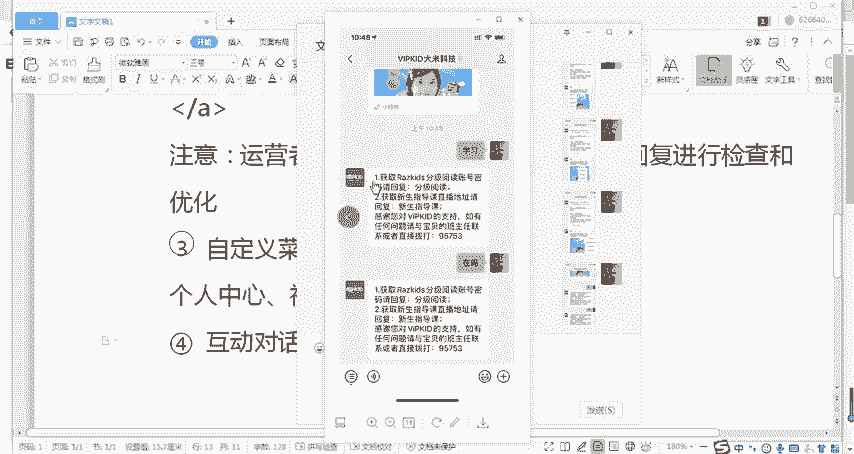 首页
文字文稿1
+
1
626640...
文件
开始
插入
页面布局
分享
粘贴
剪切
复制
格式刷
微软雅黑
三号
B
I
U
新样式
文字工具
</a>
注意：运营者
回复进行检查和
优化
③ 自定义菜
个人中心、社
④ 互动对话
10:48
VIPKID大米科技
小程序
上午 10:45
学习
1.获取Razkids分级阅读账号密
码请回复：分级阅读；
2.获取新生指导课直播地址请
回复：新生指导课；
感谢您对VIPKID的支持，如有
任何问题请与宝贝的班主任联
系或者直接拨打：95753
在吗
1.获取Razkids分级阅读账号密
码请回复：分级阅读；
2.获取新生指导课直播地址请
回复：新生指导课；
感谢您对VIPKID的支持，如有
任何问题请与宝贝的班主任联
系或者直接拨打：95753
发送(S)
页码: 1
页面: 1/1
节: 1/1
设置值: 15.7厘米
行: 13
列: 11
字数: 128
拼写检查
文档校对
文档未保护
180%
中